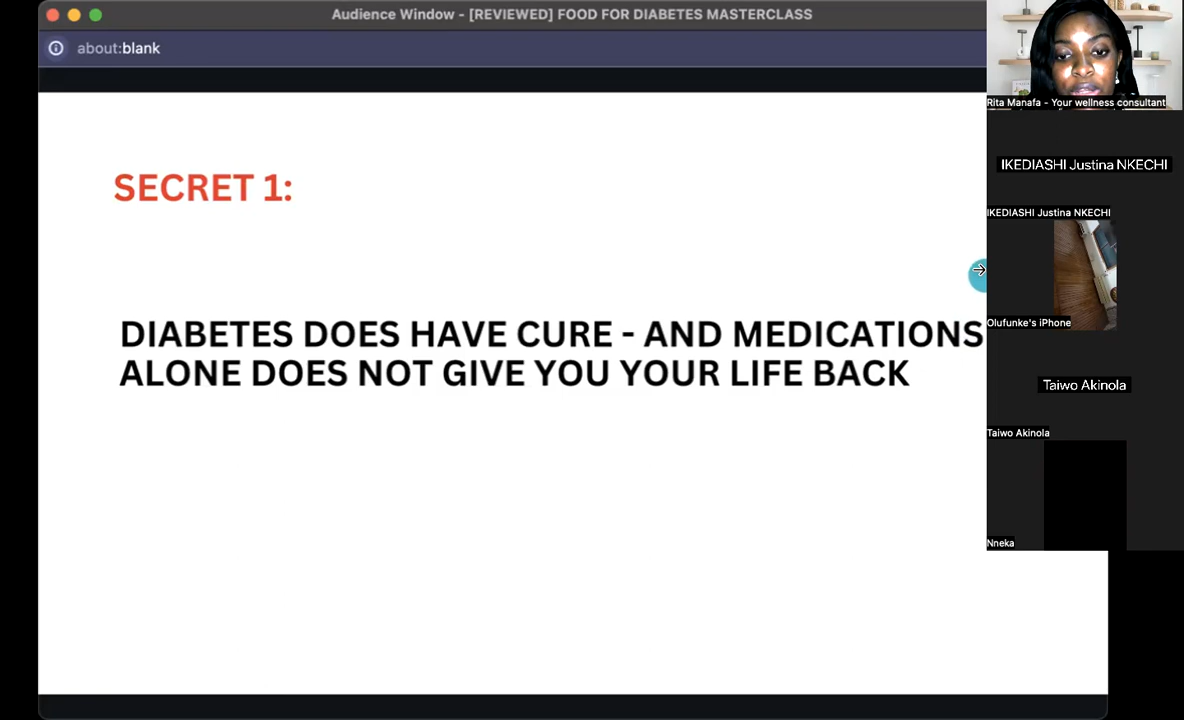 Audience Window - [REVIEWED] FOOD FOR DIABETES MASTERCLASS
about:blank
SECRET 1:
DIABETES DOES HAVE CURE - AND MEDICATIONS
ALONE DOES NOT GIVE YOU YOUR LIFE BACK
Rita Manafa - Your wellness consultant
IKEDIASHI Justina NKECHI
IKEDIASHI Justina NKECHI
Olufunke's iPhone
Taiwo Akinola
Taiwo Akinola
Nneka